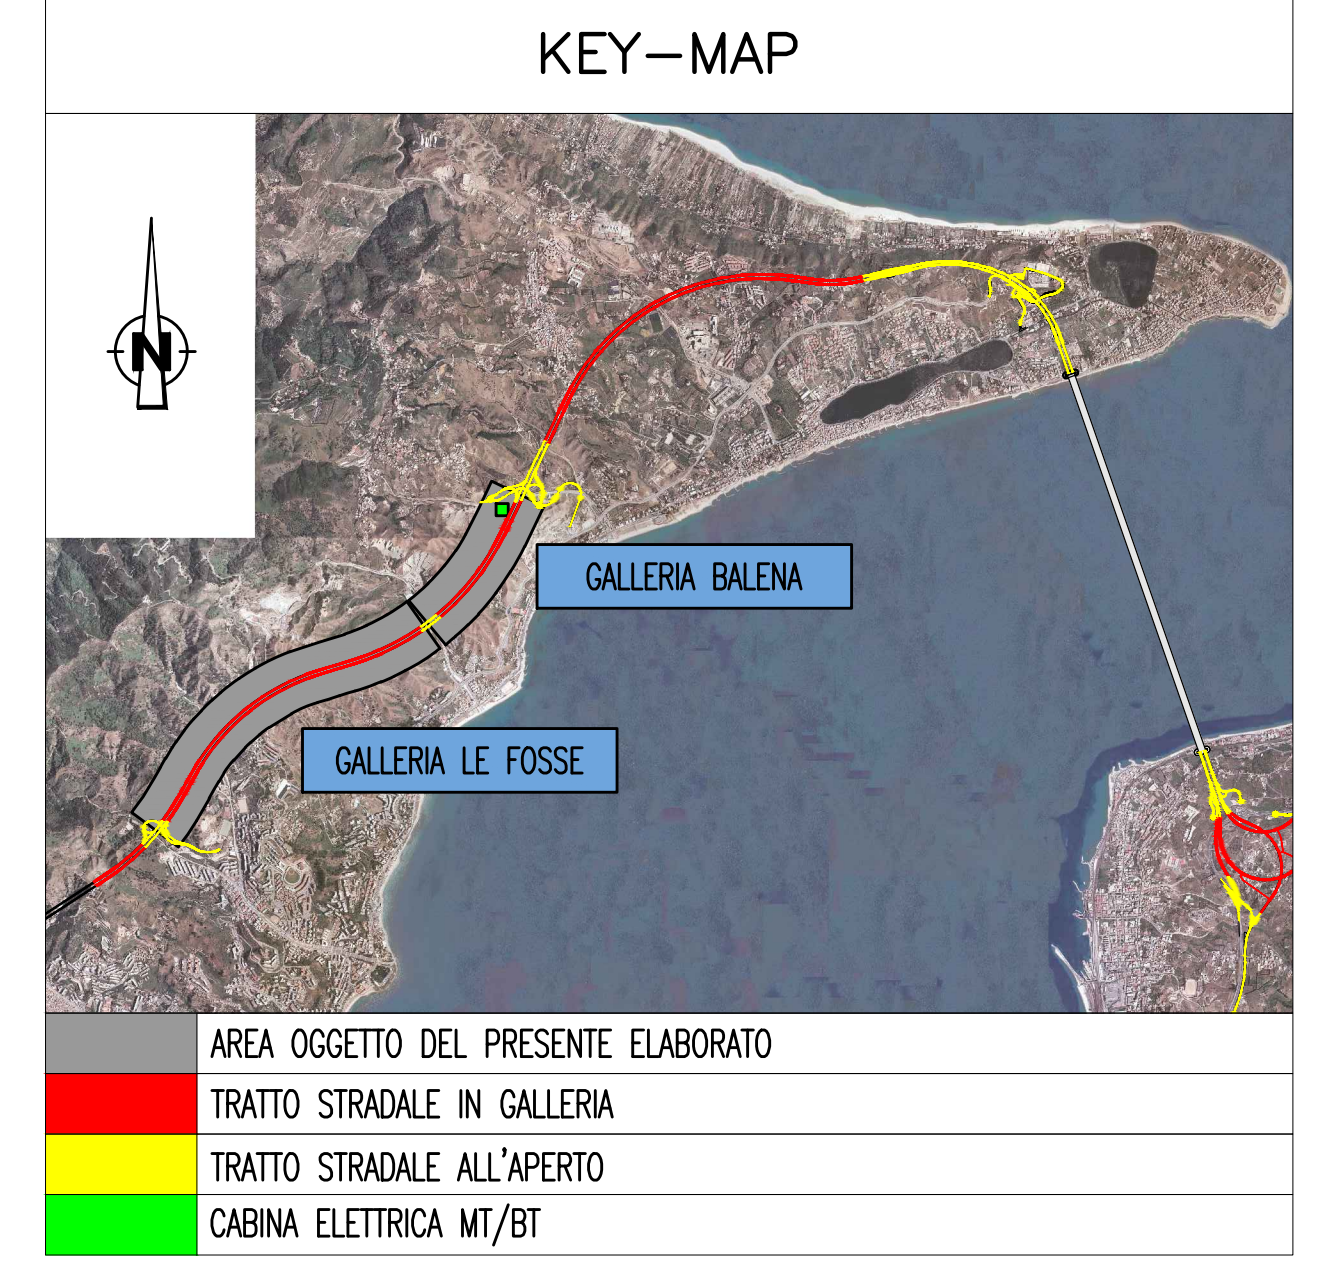 KEY-MAP
N
GALLERIA BALENA
GALLERIA LE FOSSE
AREA OGGETTO DEL PRESENTE ELABORATO
TRATTO STRADALE IN GALLERIA
TRATTO STRADALE ALL'APERTO
CABINA ELETTRICA MT/BT